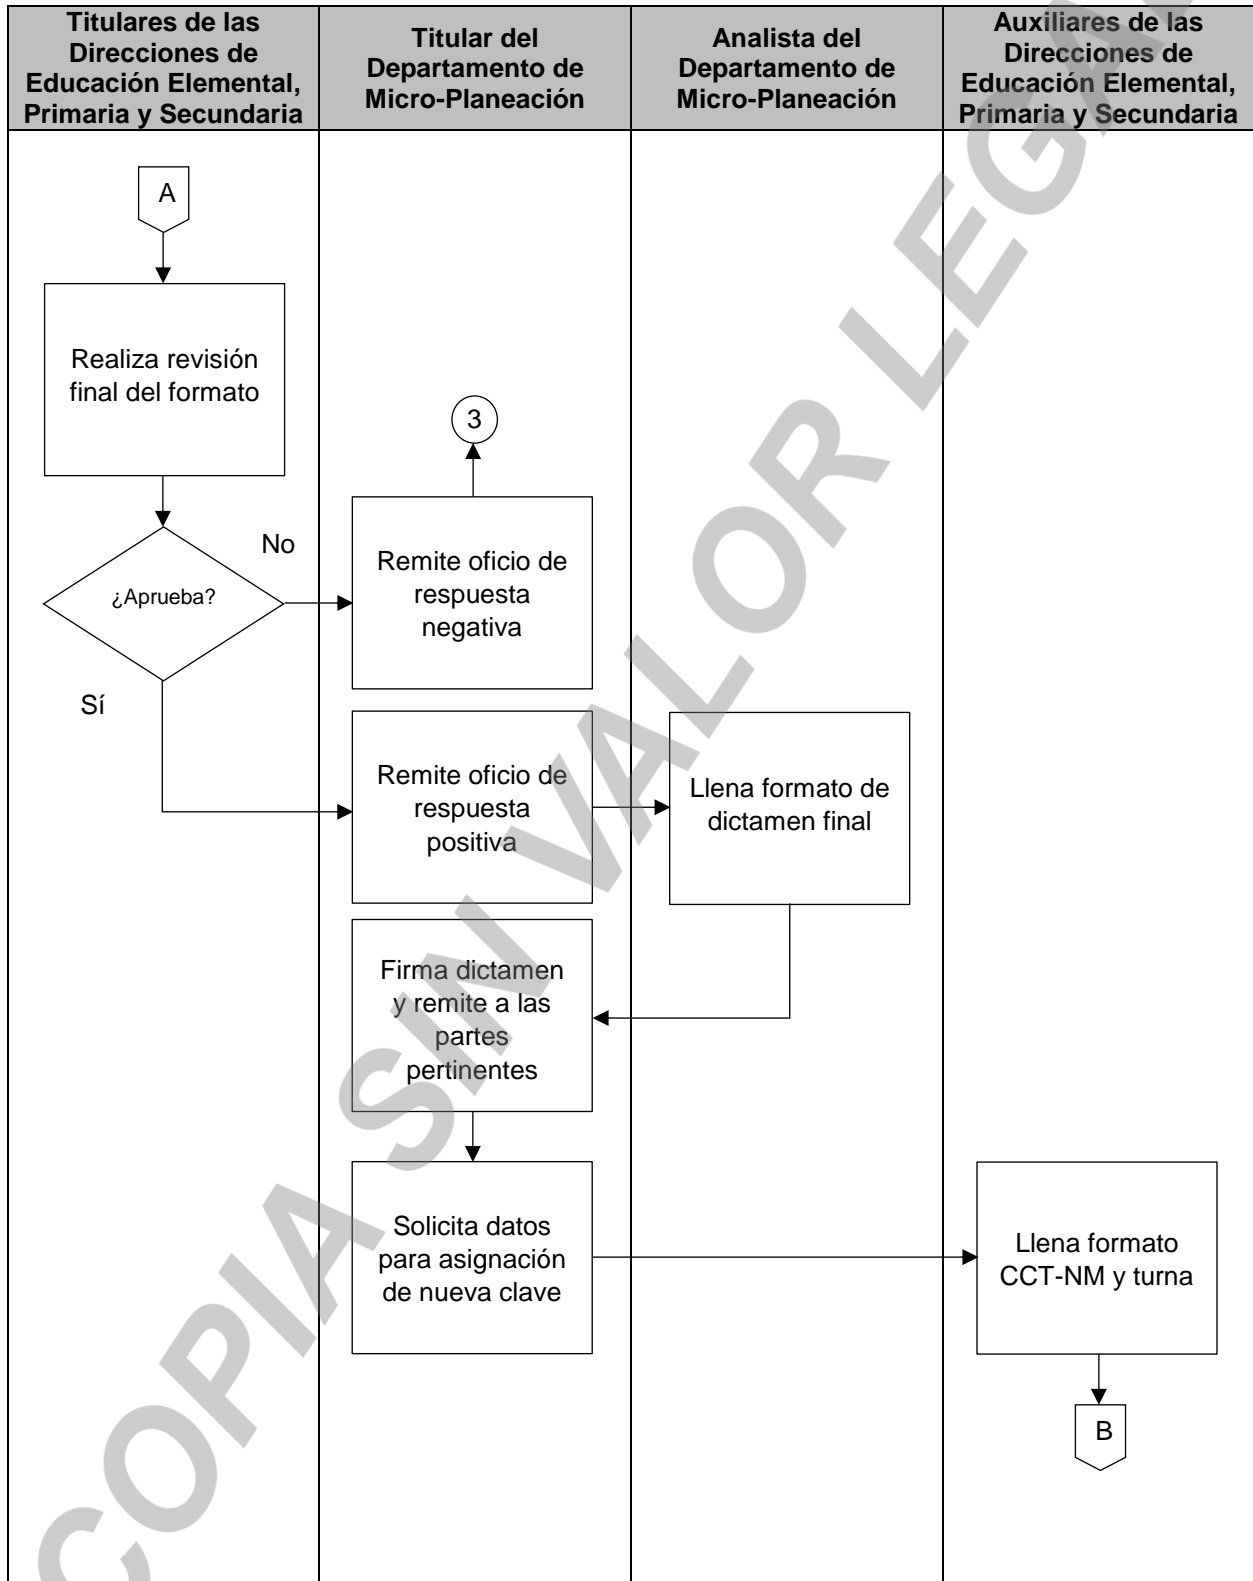 Titulares de las
Direcciones de
Educación Elemental,
Primaria y Secundaria
Titular del
Departamento de
Micro-Planeación
Analista del
Departamento de
Micro-Planeación
Auxiliares de las
Direcciones de
Educación Elemental,
Primaria y Secundaria
A
Realiza revisión
final del formato
3
¿Aprueba?
No
Sí
Remite oficio de
respuesta
negativa
Remite oficio de
respuesta
positiva
Llena formato de
dictamen final
Firma dictamen
y remite a las
partes
pertinentes
Solicita datos
para asignación
de nueva clave
Llena formato
CCT-NM y turna
B
COPIA SIN VALOR LEGAL